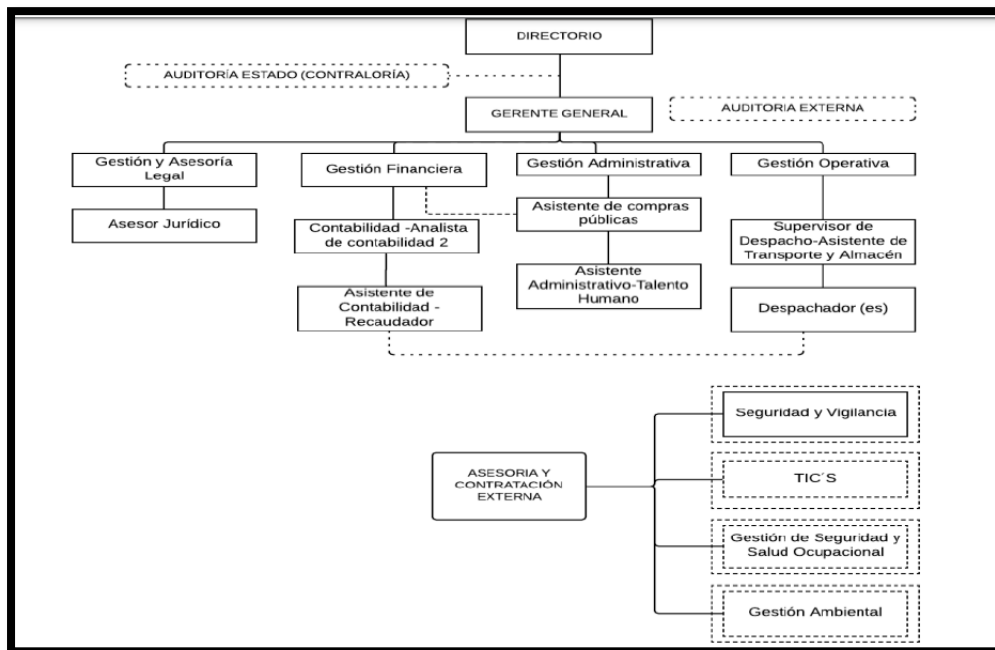 DIRECTORIO
AUDITORÍA ESTADO (CONTRALORÍA)
GERENTE GENERAL
AUDITORIA EXTERNA
Gestión y Asesoría
Legal
Asesor Jurídico
Gestión Financiera
Contabilidad -Analista
de contabilidad 2
Asistente de
Contabilidad -
Recaudador
Gestión Administrativa
Asistente de compras
públicas
Asistente
Administrativo-Talento
Humano
Gestión Operativa
Supervisor de
Despacho-Asistente de
Transporte y Almacén
Despachador (es)
ASESORIA Y
CONTRATACIÓN
EXTERNA
Seguridad y Vigilancia
TIC´S
Gestión de Seguridad y
Salud Ocupacional
Gestión Ambiental